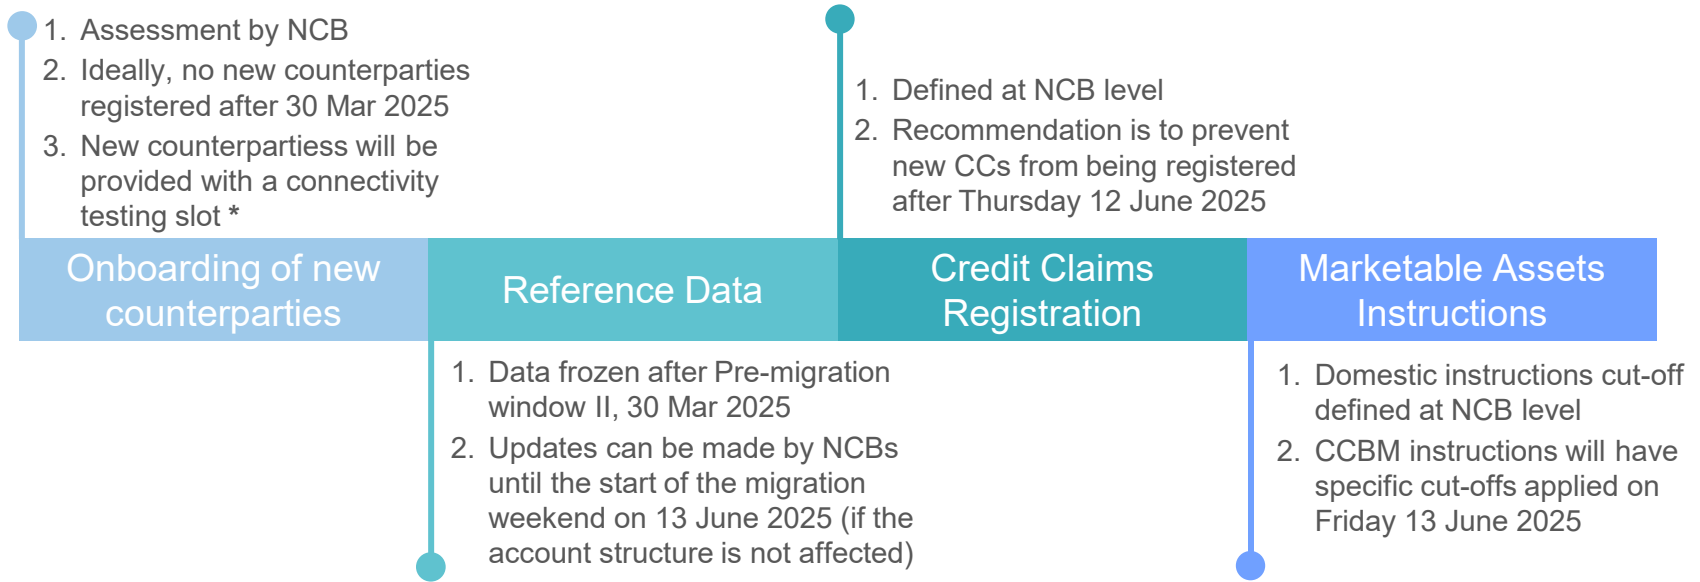 1. Assessment by NCB
2. Ideally, no new counterparties
registered after 30 Mar 2025
3. New counterpartiess will be
provided with a connectivity
testing slot *
Onboarding of new
counterparties
Reference Data
1. Data frozen after Pre-migration
window II, 30 Mar 2025
2. Updates can be made by NCBs
until the start of the migration
weekend on 13 June 2025 (if the
account structure is not affected)
1. Defined at NCB level
2. Recommendation is to prevent
new CCs from being registered
after Thursday 12 June 2025
Credit Claims
Registration
Marketable Assets
Instructions
1. Domestic instructions cut-off
defined at NCB level
2. CCBM instructions will have
specific cut-offs applied on
Friday 13 June 2025